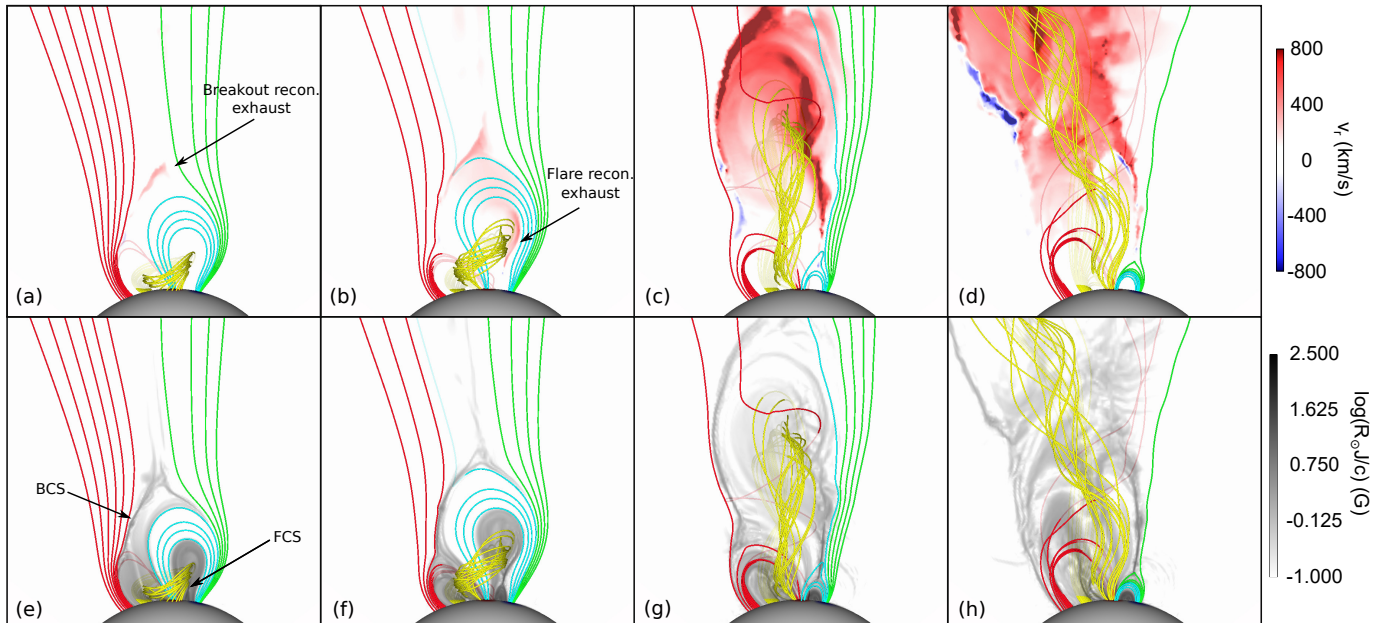 Breakout recon.
exhaust
Flare recon.
exhaust
(a)
(b)
(c)
(d)
800
400
0
-400
-800
v_r (km/s)
BCS
FCS
(e)
(f)
(g)
(h)
2.500
1.625
0.750
-0.125
-1.000
log(R⊙J/c) (G)